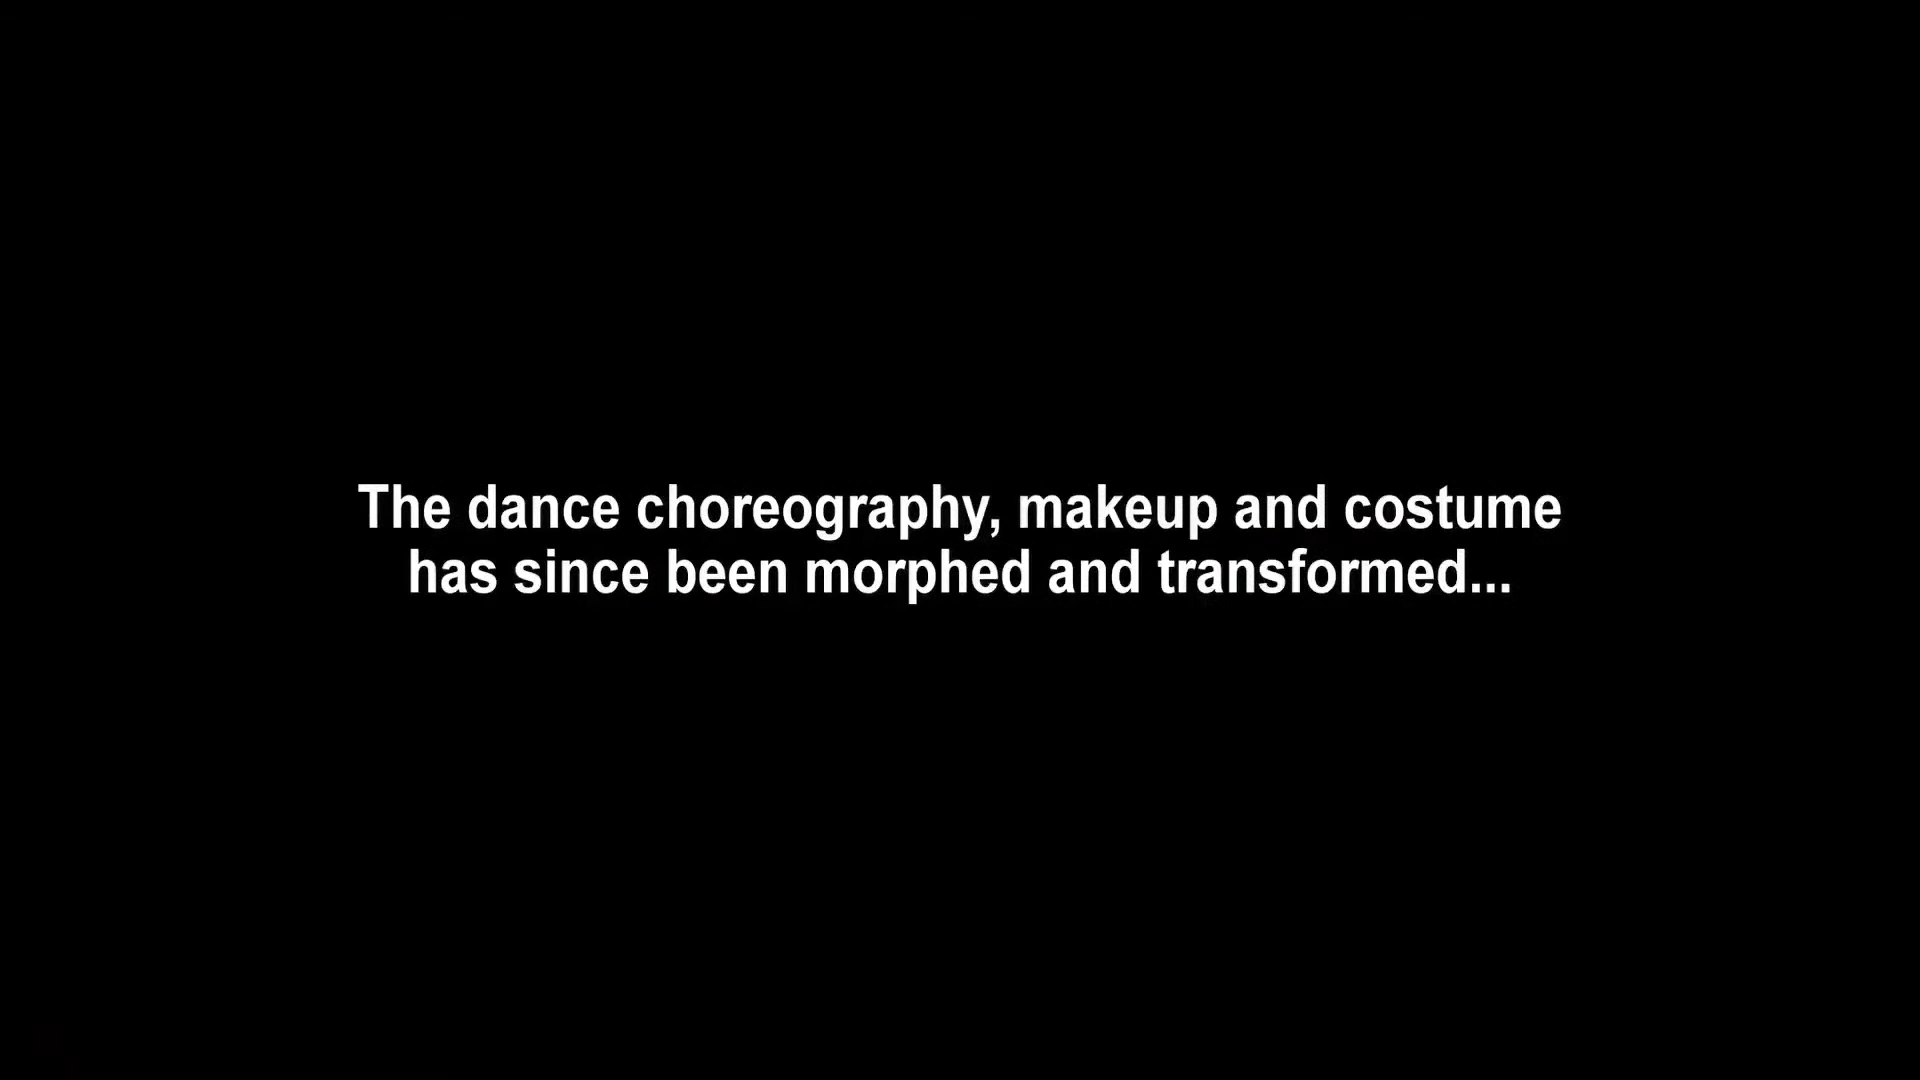 The dance choreography, makeup and costume
has since been morphed and transformed...